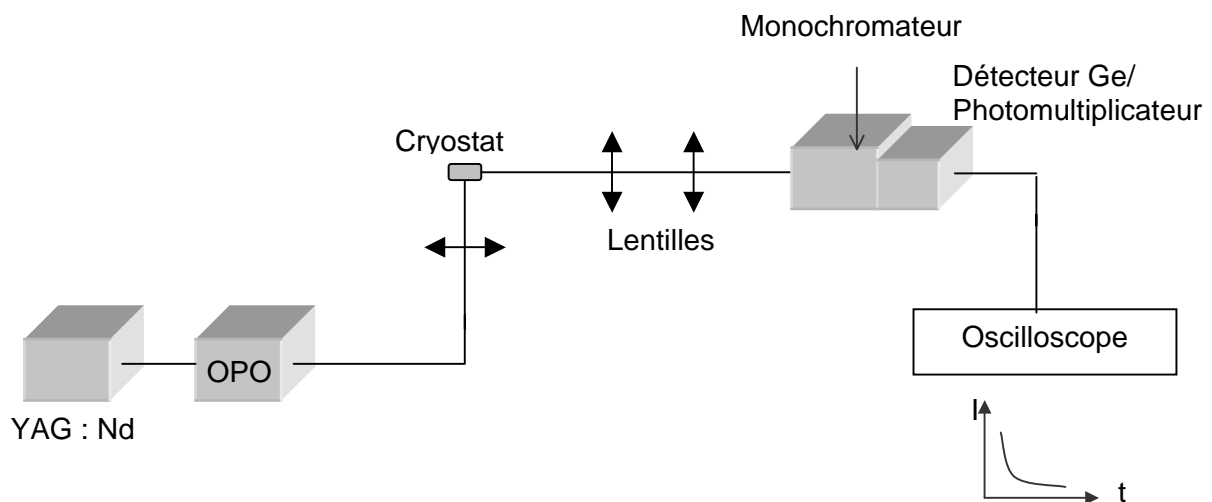 Monochromateur
Détecteur Ge/
Photomultiplicateur
Cryostat
Lentilles
OPO
Oscilloscope
YAG : Nd
I
t